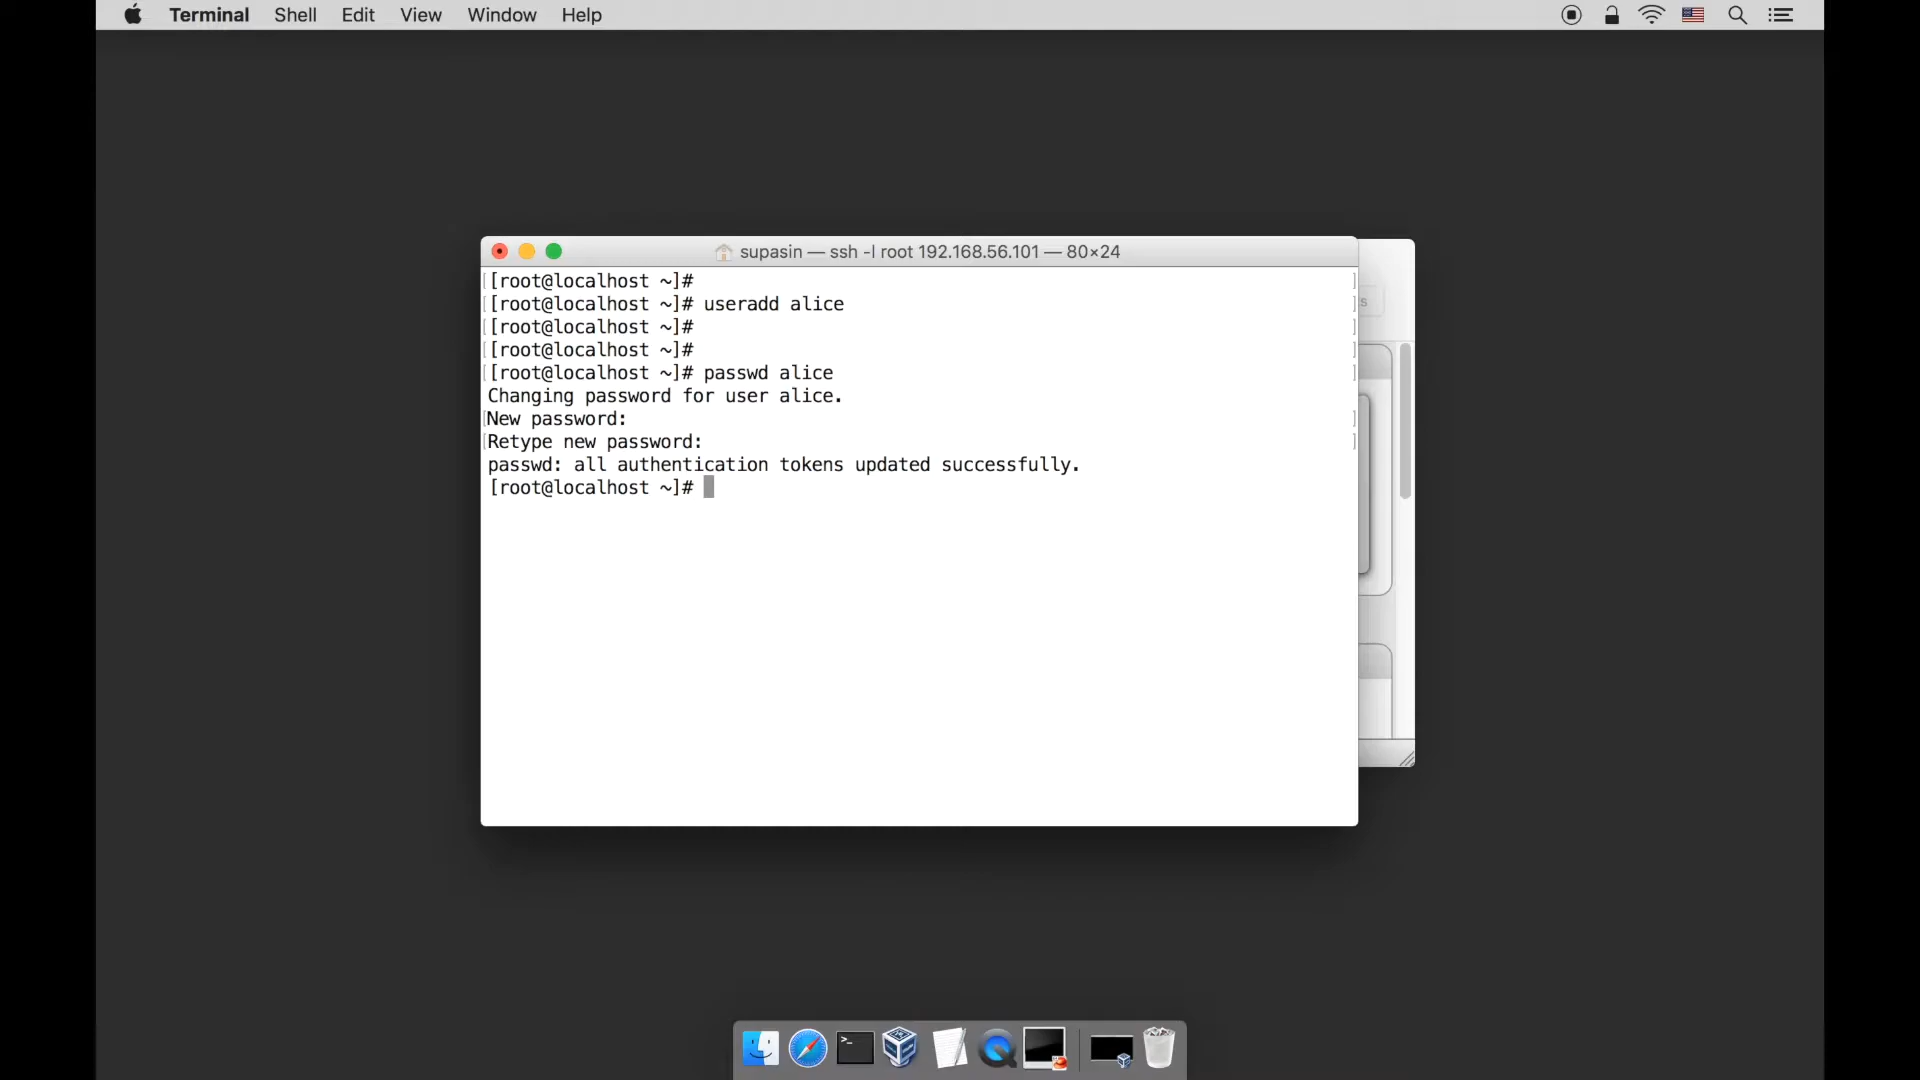 Terminal Shell Edit View Window Help
supasin — ssh -l root 192.168.56.101 — 80×24
[root@localhost ~]#
[root@localhost ~]# useradd alice
[root@localhost ~]#
[root@localhost ~]#
[root@localhost ~]# passwd alice
Changing password for user alice.
New password:
Retype new password:
passwd: all authentication tokens updated successfully.
[root@localhost ~]#